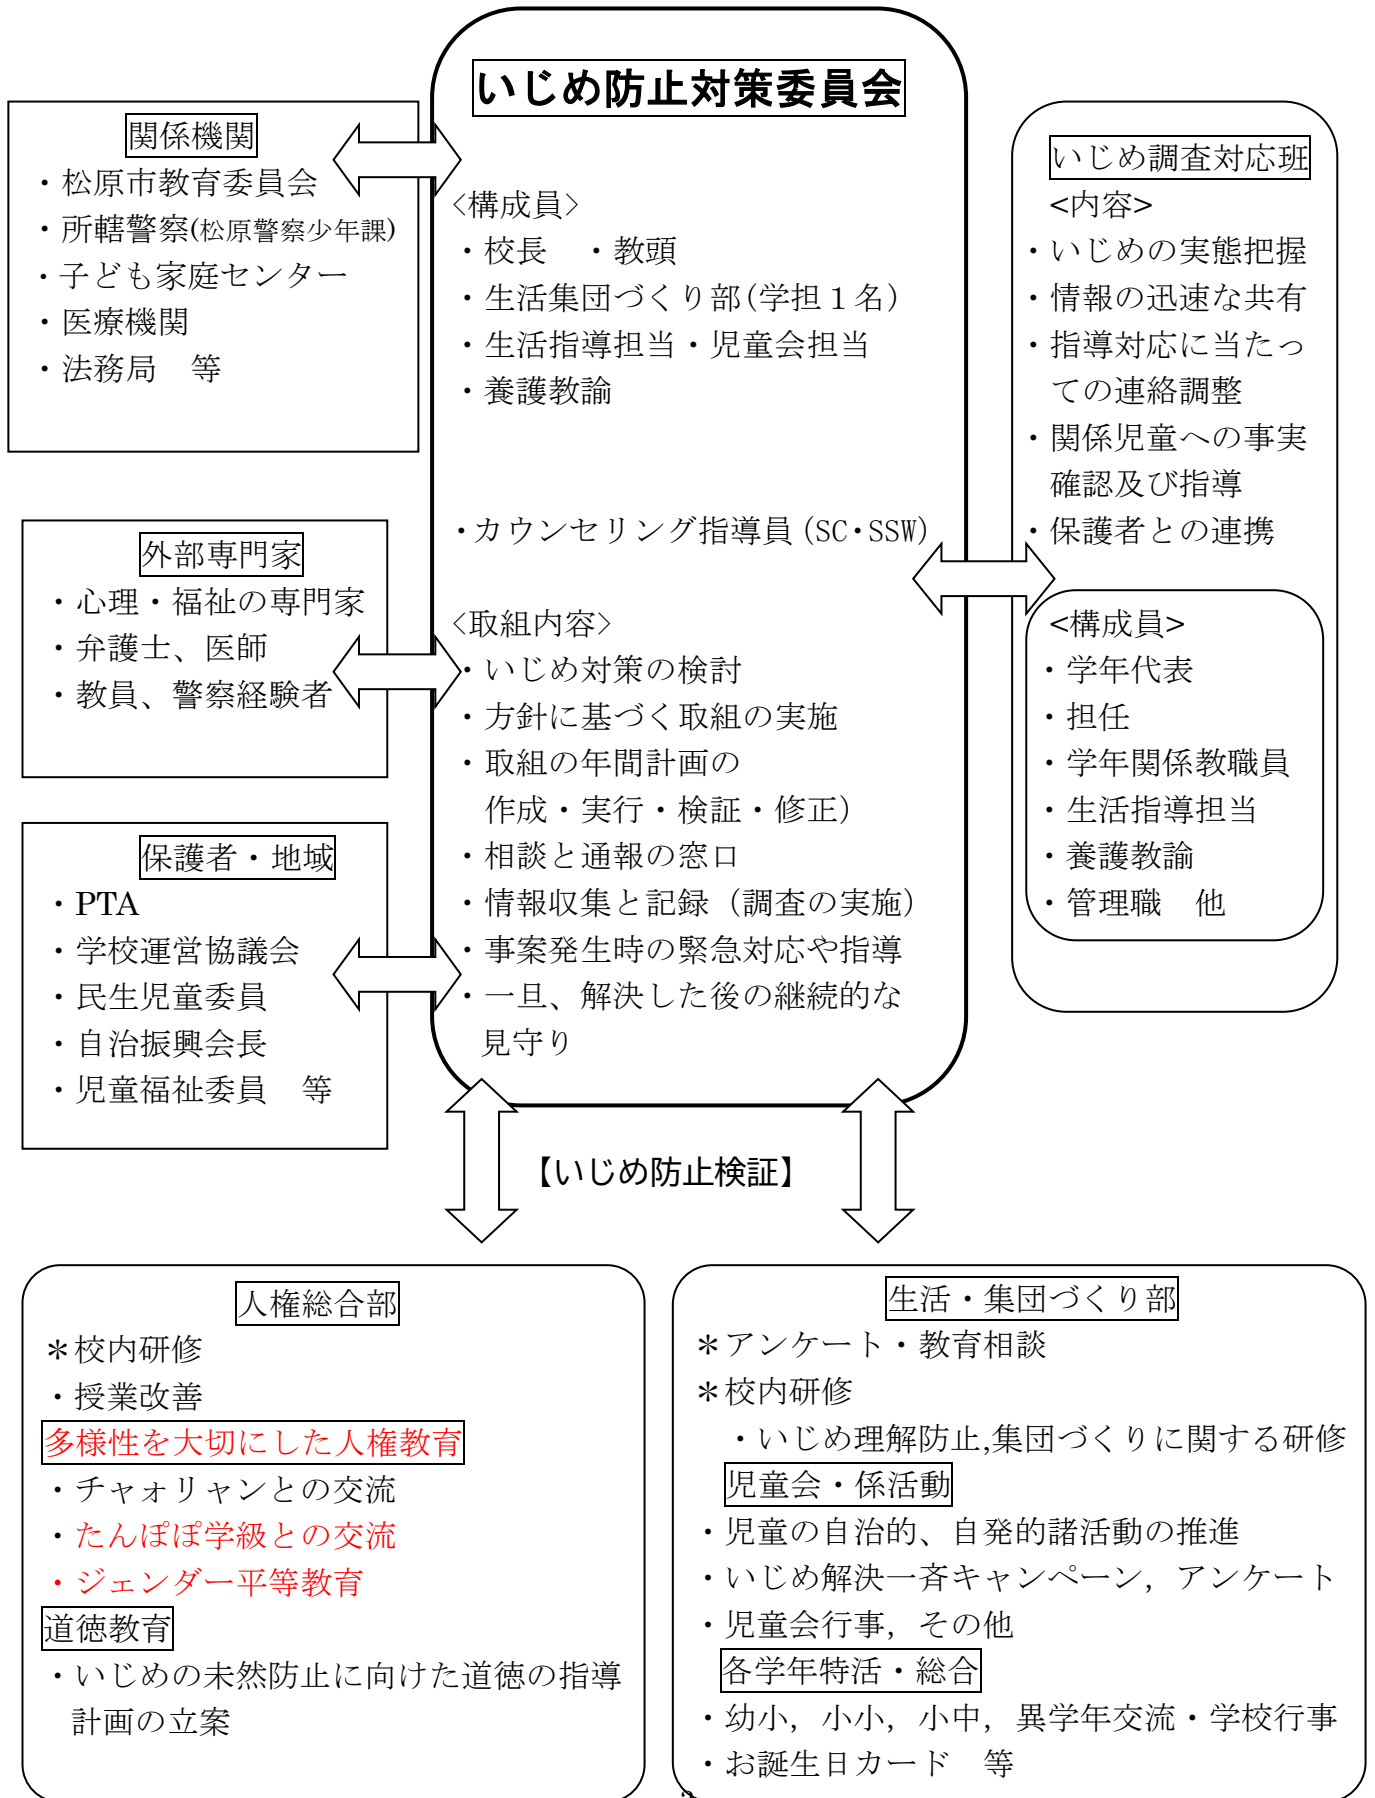 いじめ防止対策委員会
<構成員>
・校長　・教頭
・生活集団づくり部(学担１名)
・生活指導担当・児童会担当
・養護教諭
・カウンセリング指導員(SC・SSW)
<取組内容>
・いじめ対策の検討
・方針に基づく取組の実施
・取組の年間計画の
作成・実行・検証・修正)
・相談と通報の窓口
・情報収集と記録（調査の実施）
・事案発生時の緊急対応や指導
・一旦、解決した後の継続的な
見守り
関係機関
・松原市教育委員会
・所轄警察(松原警察少年課)
・子ども家庭センター
・医療機関
・法務局　等
外部専門家
・心理・福祉の専門家
・弁護士、医師
・教員、警察経験者
保護者・地域
・PTA
・学校運営協議会
・民生児童委員
・自治振興会長
・児童福祉委員　等
いじめ調査対応班
<内容>
・いじめの実態把握
・情報の迅速な共有
・指導対応に当たっ
ての連絡調整
・関係児童への事実
確認及び指導
・保護者との連携
<構成員>
・学年代表
・担任
・学年関係教職員
・生活指導担当
・養護教諭
・管理職　他
【いじめ防止検証】
人権総合部
＊校内研修
・授業改善
多様性を大切にした人権教育
・チャォリャンとの交流
・たんぽぽ学級との交流
・ジェンダー平等教育
道徳教育
・いじめの未然防止に向けた道徳の指導
計画の立案
生活・集団づくり部
＊アンケート・教育相談
＊校内研修
・いじめ理解防止,集団づくりに関する研修
児童会・係活動
・児童の自治的、自発的諸活動の推進
・いじめ解決一斉キャンペーン，アンケート
・児童会行事，その他
各学年特活・総合
・幼小，小小，小中，異学年交流・学校行事
・お誕生日カード　等